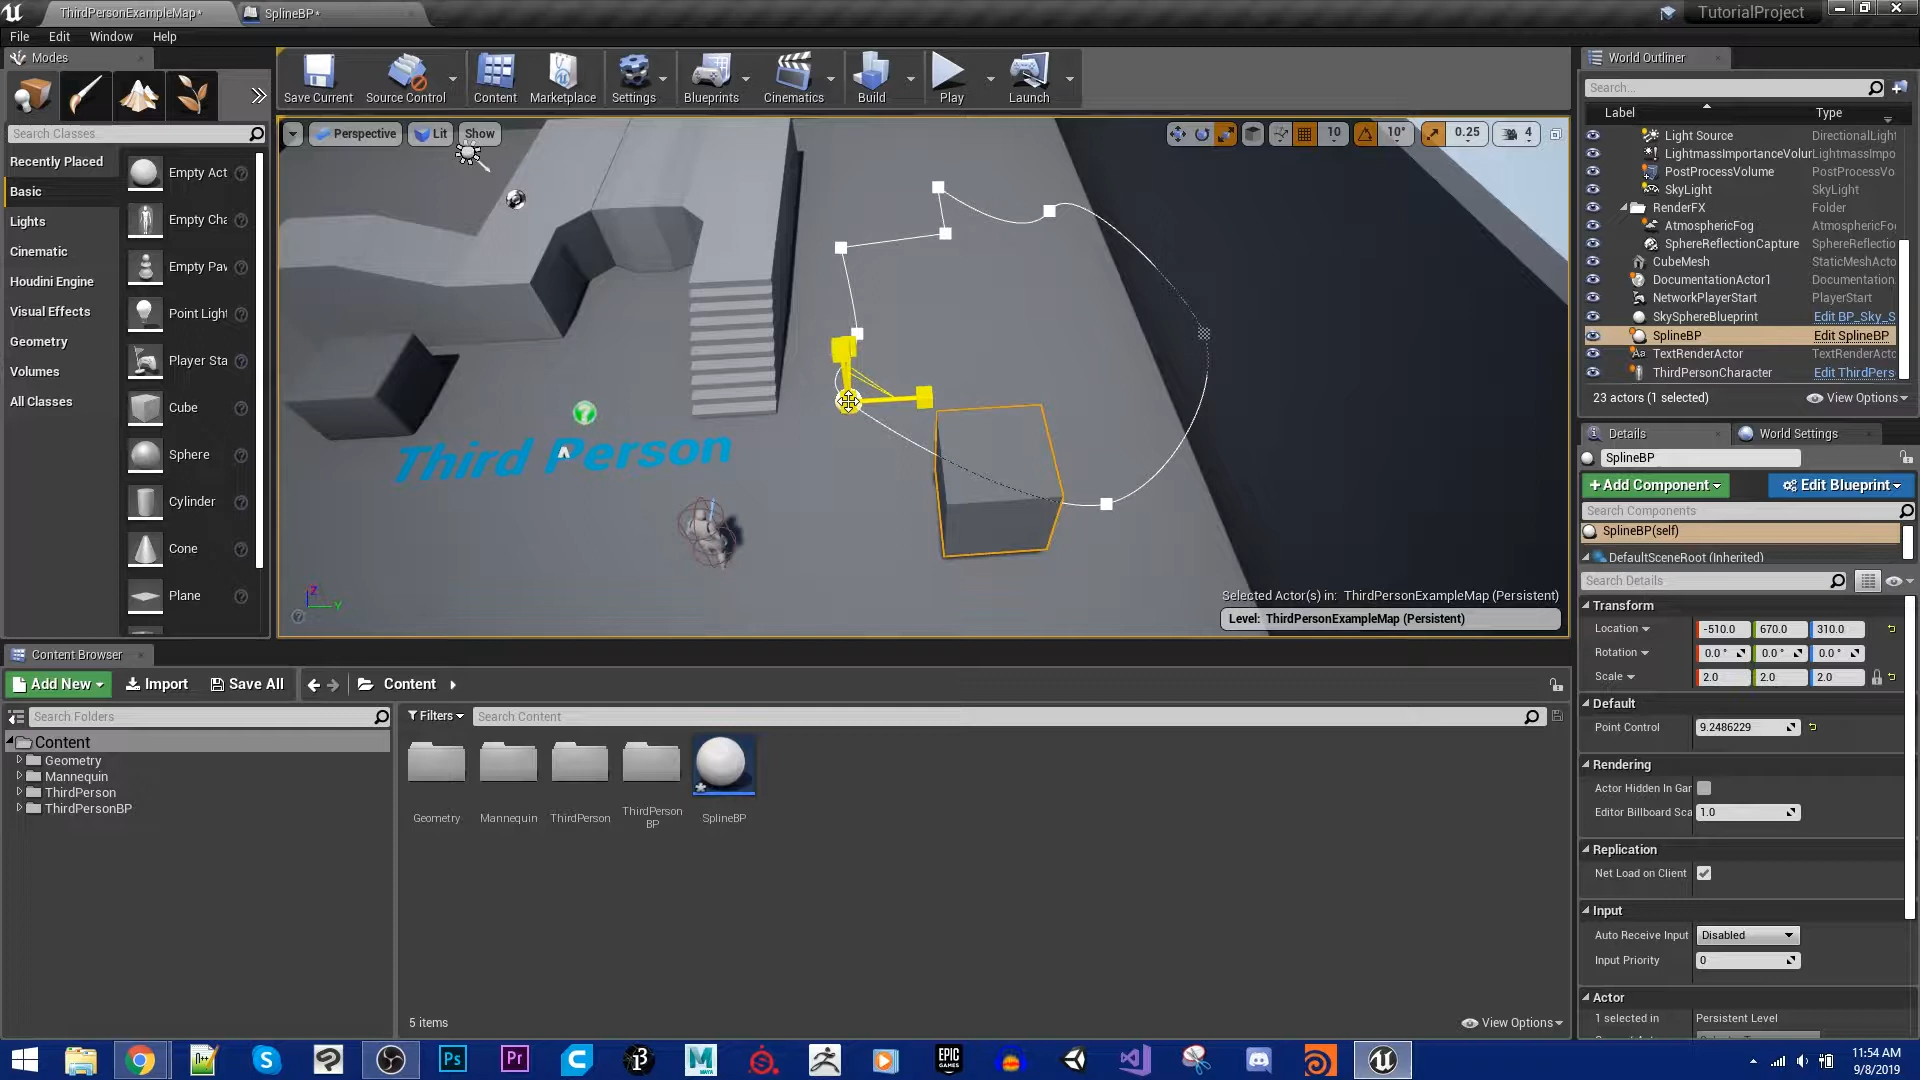 ThirdPersonExampleMap*
SplineBP*
TutorialProject
File Edit Window Help
Modes
Search Classes
Recently Placed
Basic
Lights
Cinematic
Houdini Engine
Visual Effects
Geometry
Volumes
All Classes
Empty Act
Empty Cha
Empty Pav
Point Light
Player Sta
Cube
Sphere
Cylinder
Cone
Plane
Save Current
Source Control
Content
Marketplace
Settings
Blueprints
Cinematics
Build
Play
Launch
Perspective
Lit
Show
10
10°
0.25
4
Third Person
Z
Y
Selected Actor(s) in: ThirdPersonExampleMap (Persistent)
Level: ThirdPersonExampleMap (Persistent)
World Outliner
Search...
Label Type
Light Source DirectionalLight
LightmassImportanceVolur LightmassImpo
PostProcessVolume PostProcessVo
SkyLight SkyLight
RenderFX Folder
AtmosphericFog AtmosphericFo
SphereReflectionCapture SphereReflectio
CubeMesh StaticMeshActo
DocumentationActor1 Documentation
NetworkPlayerStart PlayerStart
SkySphereBlueprint Edit BP_Sky_S
SplineBP Edit SplineBP
TextRenderActor TextRenderActo
ThirdPersonCharacter Edit ThirdPers
23 actors (1 selected)
View Options
Details
World Settings
SplineBP
+ Add Component
Edit Blueprint
Search Components
SplineBP(self)
DefaultSceneRoot (Inherited)
Search Details
Transform
Location -510.0 670.0 310.0
Rotation 0.0 ° 0.0 ° 0.0 °
Scale 2.0 2.0 2.0
Default
Point Control 9.2486229
Rendering
Actor Hidden In Gar
Editor Billboard Sca 1.0
Replication
Net Load on Client
Input
Auto Receive Input Disabled
Input Priority 0
Actor
1 selected in Persistent Level
Content Browser
Add New
Import
Save All
Content
Search Folders
Filters
Search Content
Content
Geometry
Mannequin
ThirdPerson
ThirdPersonBP
Geometry
Mannequin
ThirdPerson
ThirdPerson
BP
SplineBP
5 items
View Options
Ps
Pr
MAYA
EPIC
GAMES
11:54 AM
9/8/2019